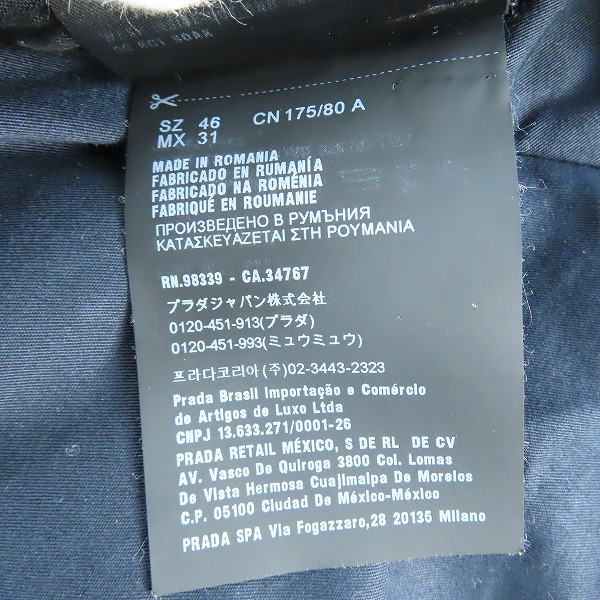 SZ 46 CN 175/80 A
MX 31
MADE IN ROMANIA
FABRICADO EN RUMANÍA
FABRICADO NA ROMÉNIA
FABRIQUÉ EN ROUMANIE
ПРОИЗВЕДЕНО В РУМЪНИЯ
ΚΑΤΑΣΚΕΥΑΖΕΤΑΙ ΣΤΗ ΡΟΥΜΑΝΙΑ
RN.98339 - CA.34767
プラダジャパン株式会社
0120-451-913(プラダ)
0120-451-993(ミュウミュウ)
프라다코리아 (주)02-3443-2323
Prada Brasil Importação e Comércio
de Artigos de Luxo Ltda
CNPJ 13.633.271/0001-26
PRADA RETAIL MÉXICO, S DE RL DE CV
AV. Vasco De Quiroga 3800 Col. Lomas
De Vista Hermosa Cuajimalpa De Morelos
C.P. 05100 Ciudad De México-México
PRADA SPA Via Fogazzaro,28 20135 Milano